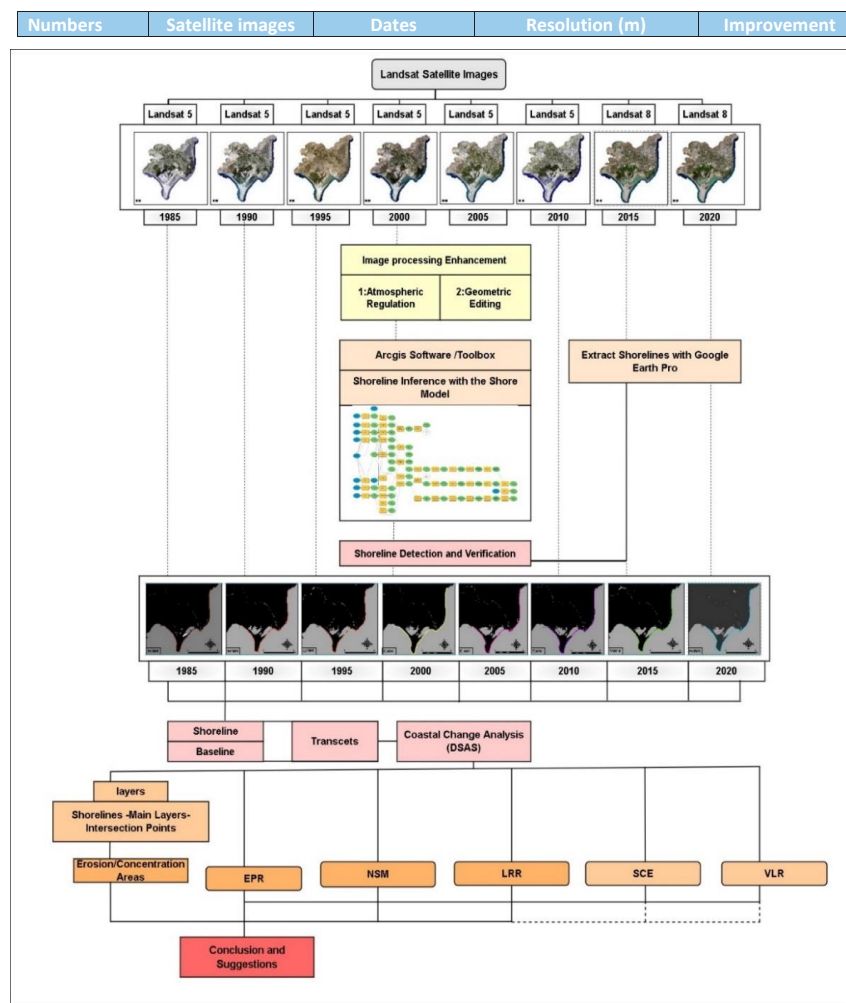 Numbers Satellite images Dates Resolution (m) Improvement
Landsat Satellite Images
Landsat 5 Landsat 5 Landsat 5 Landsat 5 Landsat 5 Landsat 5 Landsat 8 Landsat 8
1985 1990 1995 2000 2005 2010 2015 2020
Image processing Enhancement
1:Atmospheric
Regulation
2:Geometric
Editing
Arcgis Software /Toolbox
Shoreline Inference with the Shore
Model
Extract Shorelines with Google
Earth Pro
Shoreline Detection and Verification
1985 1990 1995 2000 2005 2010 2015 2020
Shoreline
Baseline
Transcets
Coastal Change Analysis
(DSAS)
layers
Shorelines -Main Layers-
Intersection Points
Erosion/Concentration
Areas
EPR NSM LRR SCE VLR
Conclusion and
Suggestions